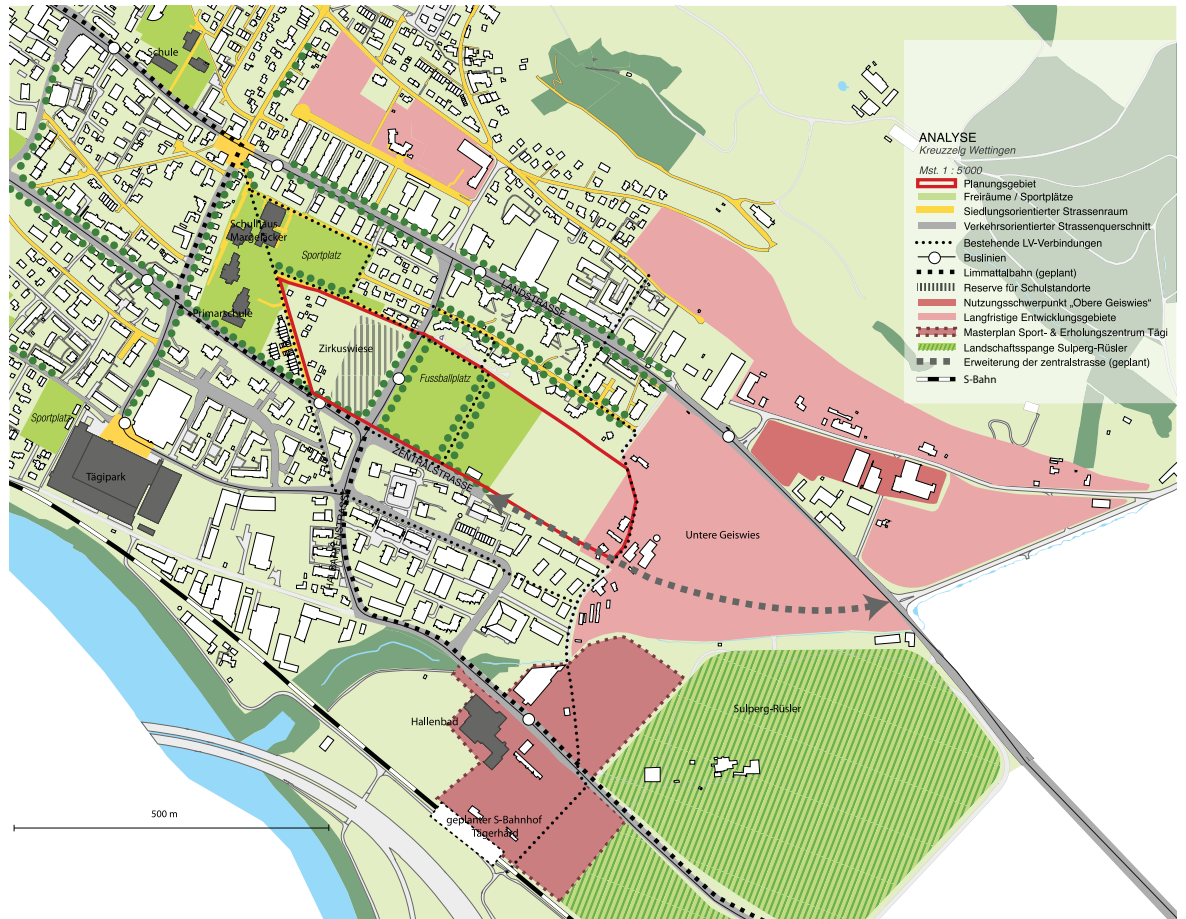 Schule
ANALYSE
Kreuzzelg Wettingen
Mst. 1 : 5'000
Planungsgebiet
Freiräume / Sportplätze
Siedlungsorientierter Strassenraum
Verkehrsorientierter Strassenquerschnitt
Bestehende LV-Verbindungen
Buslinien
Limmattalbahn (geplant)
Reserve für Schulstandorte
Nutzungsschwerpunkt „Obere Geiswies“
Langfristige Entwicklungsgebiete
Masterplan Sport- & Erholungszentrum Tägi
Landschaftsspange Sulperg-Rüsler
Erweiterung der zentralstrasse (geplant)
S-Bahn
Schulhaus
Margeläcker
Sportplatz
LANDSTRASSE
Primarschule
Zirkuswiese
Fussballplatz
Sportplatz
ZENTRALSTRASSE
Tägipark
Untere Geiswies
Hallenbad
Sulperg-Rüsler
500 m
geplanter S-Bahnhof
Tägerhard